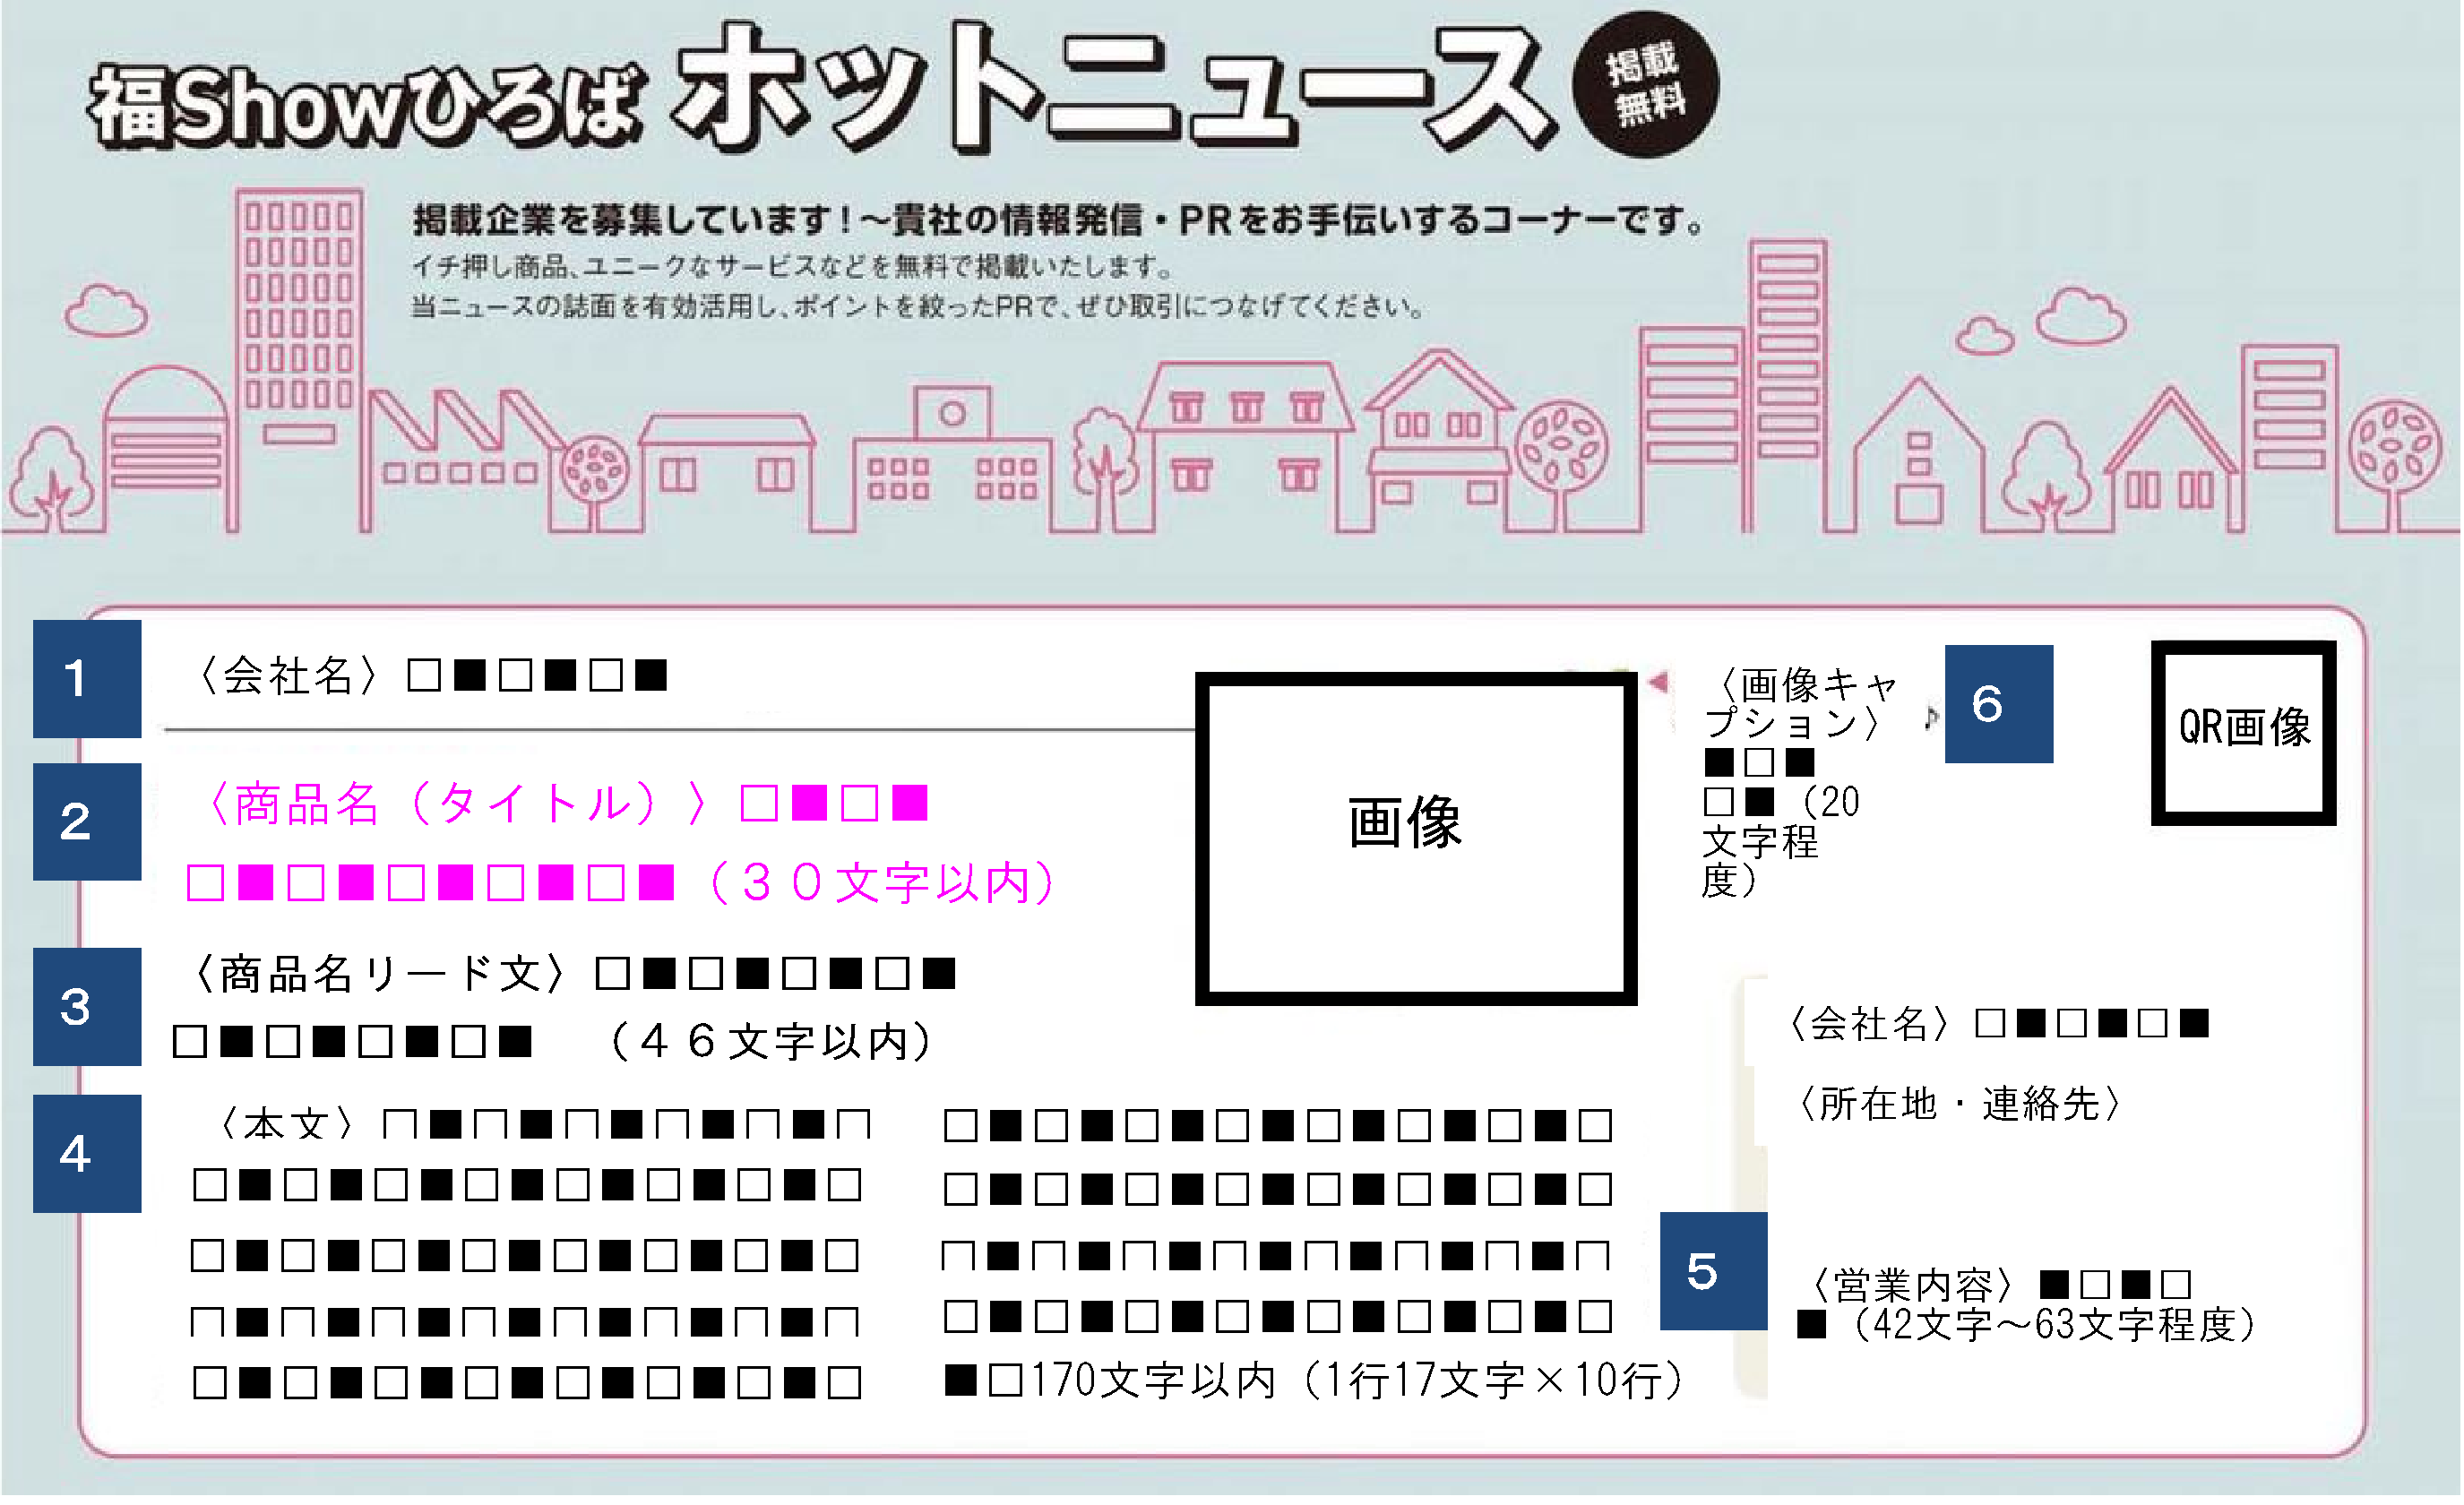 福Showひろば ホットニュース
掲載
無料
掲載企業を募集しています！～貴社の情報発信・PRをお手伝いするコーナーです。
イチ押し商品、ユニークなサービスなどを無料で掲載いたします。
当ニュースの誌面を有効活用し、ポイントを絞ったPRで、ぜひ取引につなげてください。
1
〈会社名〉□■□■□■
2
〈商品名（タイトル）〉□■□■
□■□■□■□■□■（３０文字以内）
3
〈商品名リード文〉□■□■□■□■
□■□■□■□■　（４６文字以内）
4
〈本文〉□■□■□■□■□■□
□■□■□■□■□■□■□■□
□■□■□■□■□■□■□■□
□■□■□■□■□■□■□■□
□■□■□■□■□■□■□■□
□■□■□■□■□■□■□■□
□■□■□■□■□■□■□■□
□■□■□■□■□■□■□■□
□■□■□■□■□■□■□■□
■□170文字以内（1行17文字×10行）
画像
◀
〈画像キャ
プション〉
■□■
□■（20
文字程
度）
♪
6
QR画像
〈会社名〉□■□■□■
〈所在地・連絡先〉
5
〈営業内容〉■□■□
■（42文字～63文字程度）